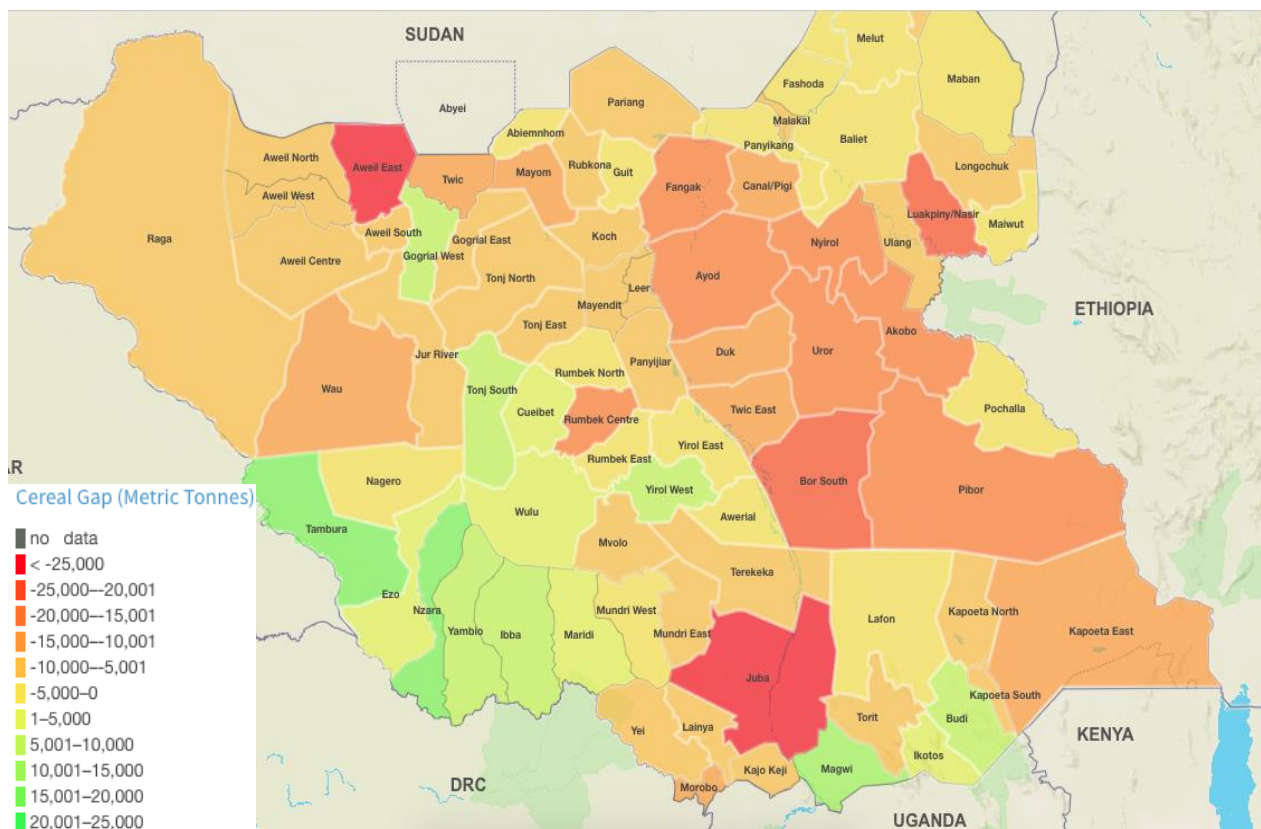 SUDAN
Melut
Maban
Fashoda
Abyei
Pariang
Malakal
Abiemnhom
Panyikang
Baliet
Aweil North
Aweil East
Rubkona
Guit
Longochuk
Twic
Mayom
Fangak
Canal/Pigi
Aweil West
Luakpiny/Nasir
Maiwut
Raga
Aweil South
Gogrial East
Koch
Nyirol
Ulang
Gogrial West
Aweil Centre
Tonj North
Ayod
Leer
Mayendit
ETHIOPIA
Tonj East
Akobo
Jur River
Duk
Uror
Panyijiar
Rumbek North
Wau
Tonj South
Cueibet
Twic East
Pochalla
Rumbek Centre
Yirol East
Rumbek East
AR
Nagero
Bor South
Pibor
Yirol West
Cereal Gap (Metric Tonnes)
Wulu
Awerial
Tambura
no data
Mvolo
< -25,000
Terekeka
-25,000–-20,001
Ezo
Nzara
Mundri West
Kapoeta North
-20,000–-15,001
Lafon
Yambio
Ibba
Maridi
Mundri East
Kapoeta East
-15,000–-10,001
-10,000–-5,001
Juba
-5,000–0
Kapoeta South
1–5,000
Torit
Budi
Yei
Lainya
KENYA
5,001–10,000
Ikotos
10,001–15,000
Kajo Keji
Magwi
DRC
Morobo
15,001–20,000
20,001–25,000
UGANDA